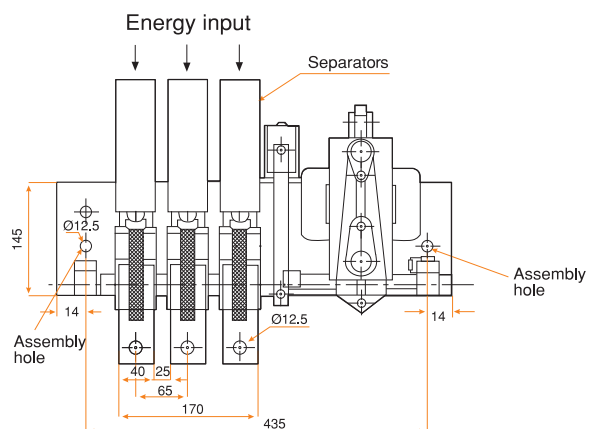 Energy input
Separators
Ø12.5
145
14
Assembly
hole
Ø12.5
Assembly
hole
14
40
25
65
170
435